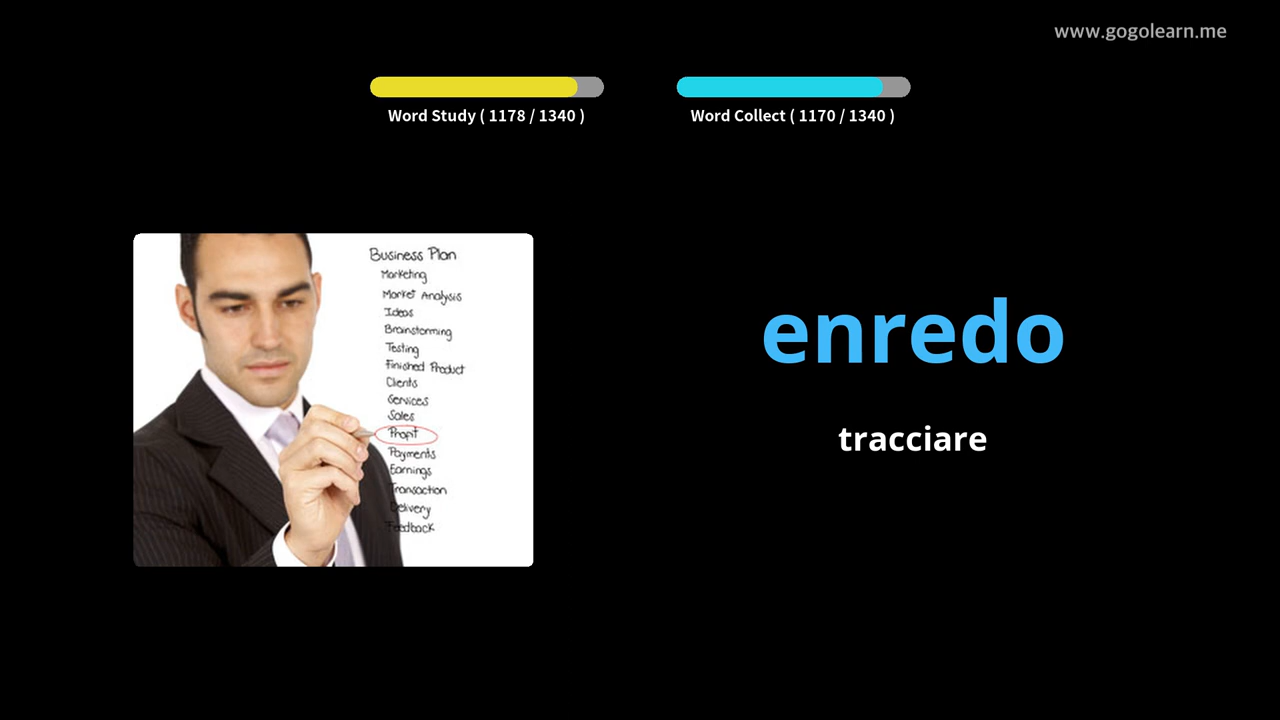 www.gogolearn.me
Word Study ( 1178 / 1340 )
Word Collect ( 1170 / 1340 )
Business Plan
Marketing
Market Analysis
Ideas
Brainstorming
Testing
Finished Product
Clients
Services
Sales
Profit
Payments
Earnings
Transaction
Delivery
Feedback
enredo
tracciare